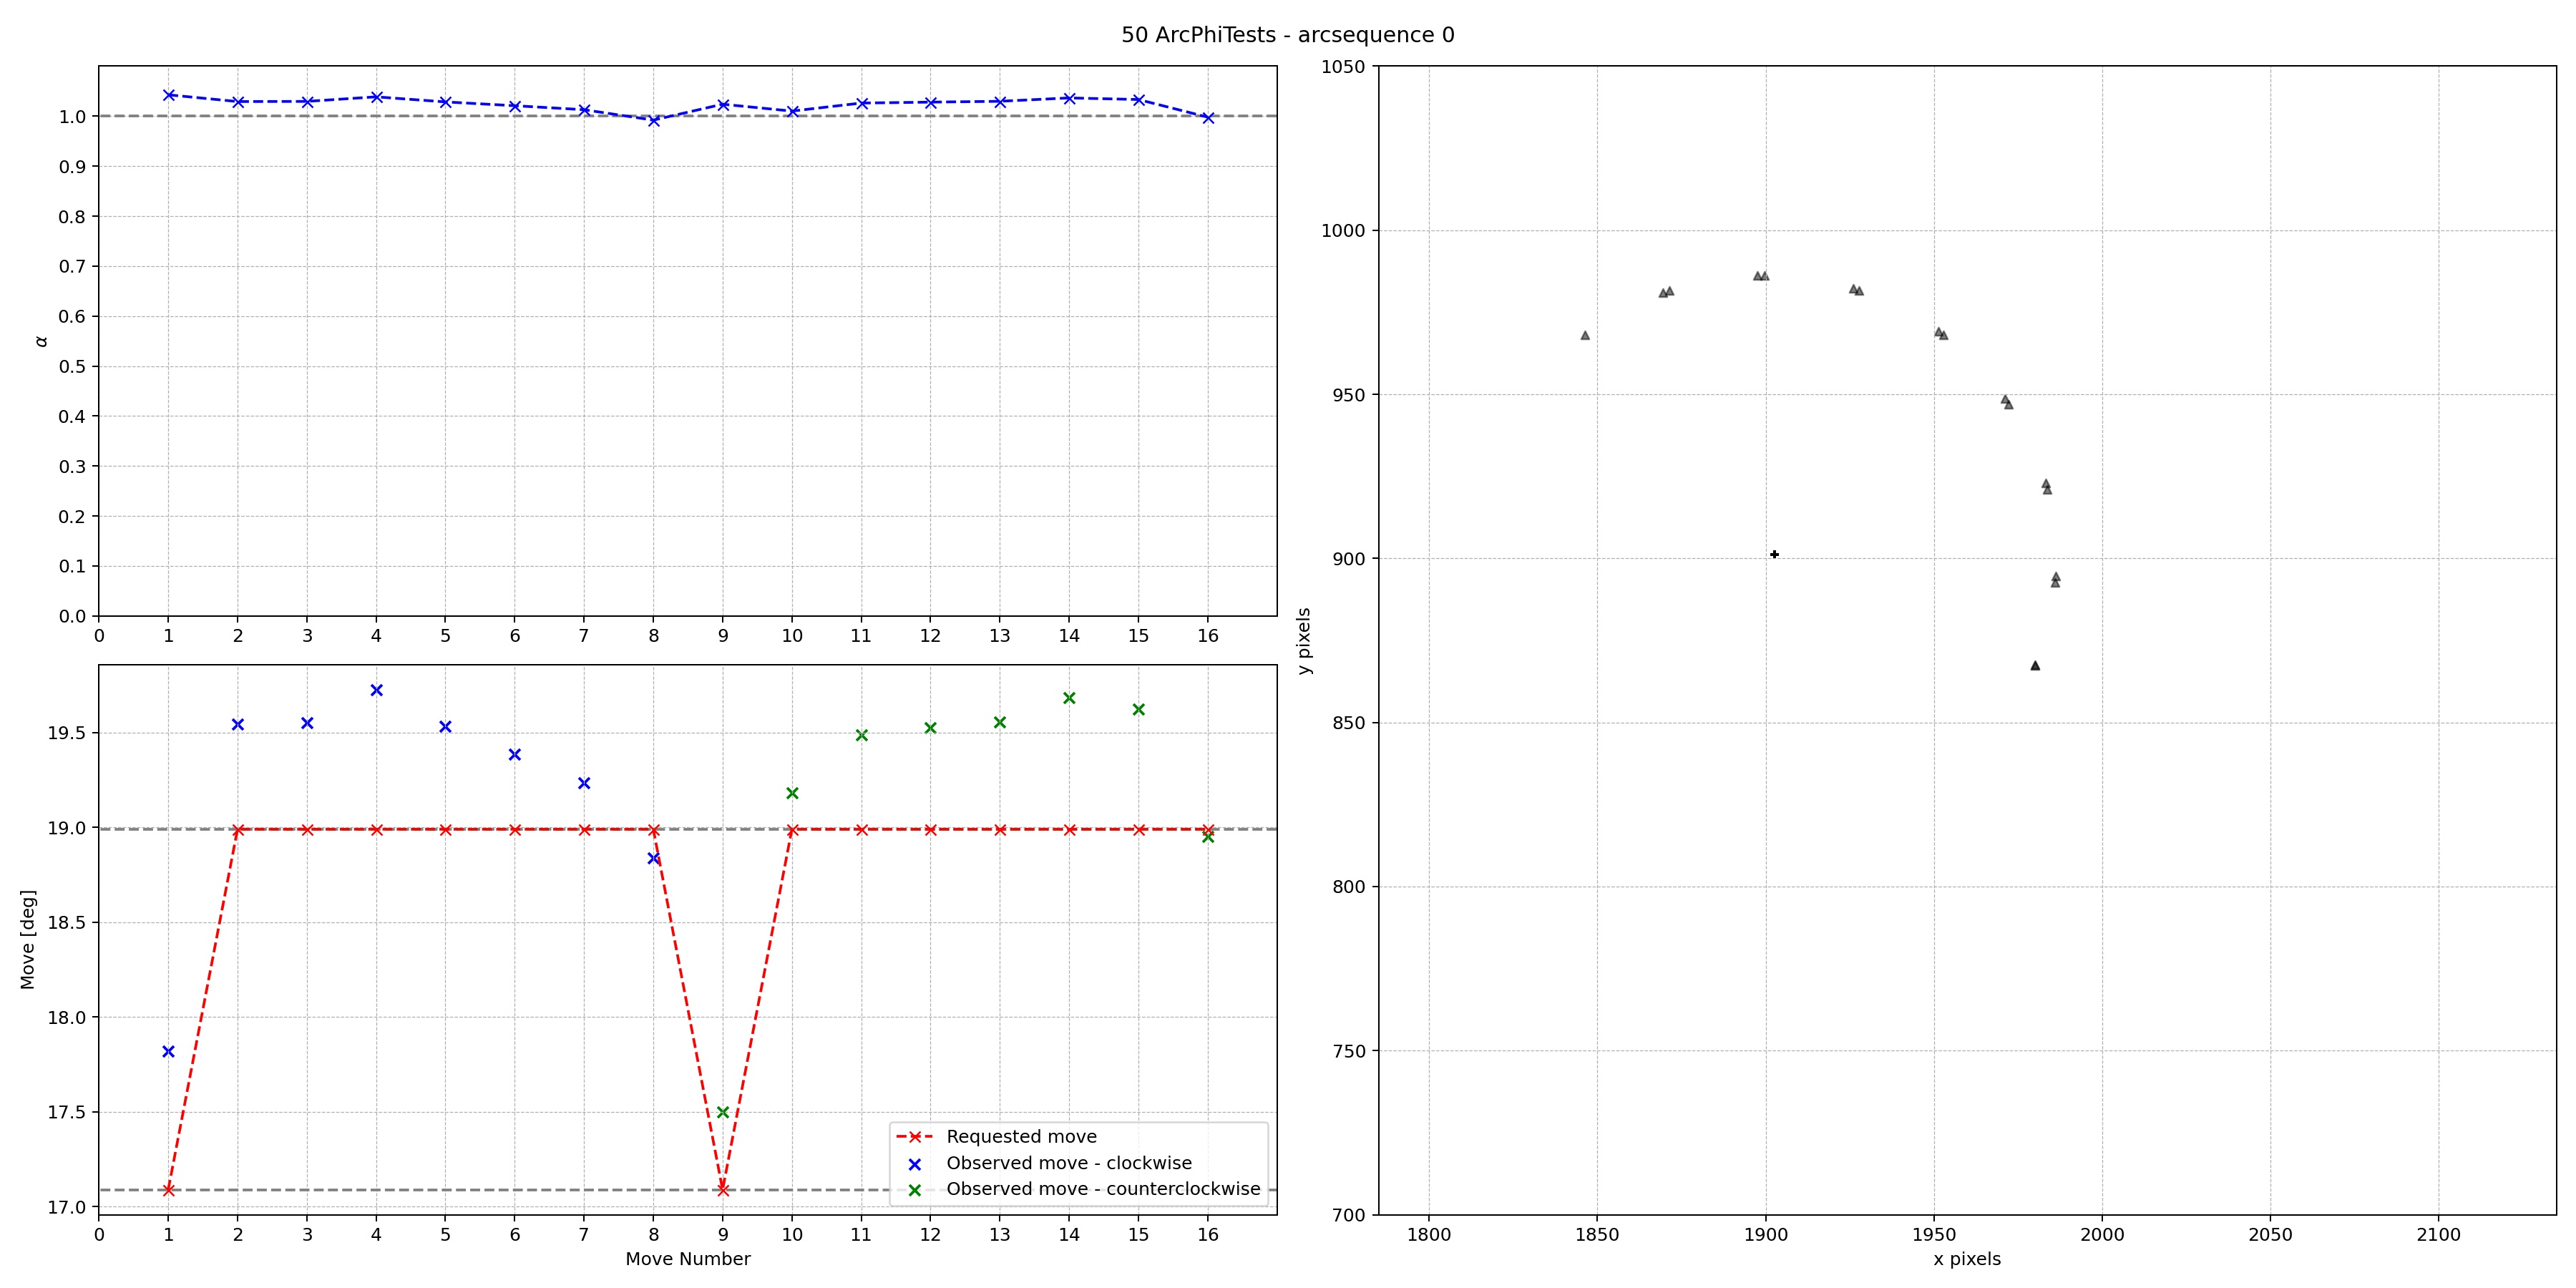 50 ArcPhiTests - arcsequence 0
α
1.0
0.9
0.8
0.7
0.6
0.5
0.4
0.3
0.2
0.1
0.0
0 1 2 3 4 5 6 7 8 9 10 11 12 13 14 15 16
Move [deg]
19.5
19.0
18.5
18.0
17.5
17.0
Requested move
Observed move - clockwise
Observed move - counterclockwise
0 1 2 3 4 5 6 7 8 9 10 11 12 13 14 15 16
Move Number
y pixels
1050
1000
950
900
850
800
750
700
1800 1850 1900 1950 2000 2050 2100
x pixels